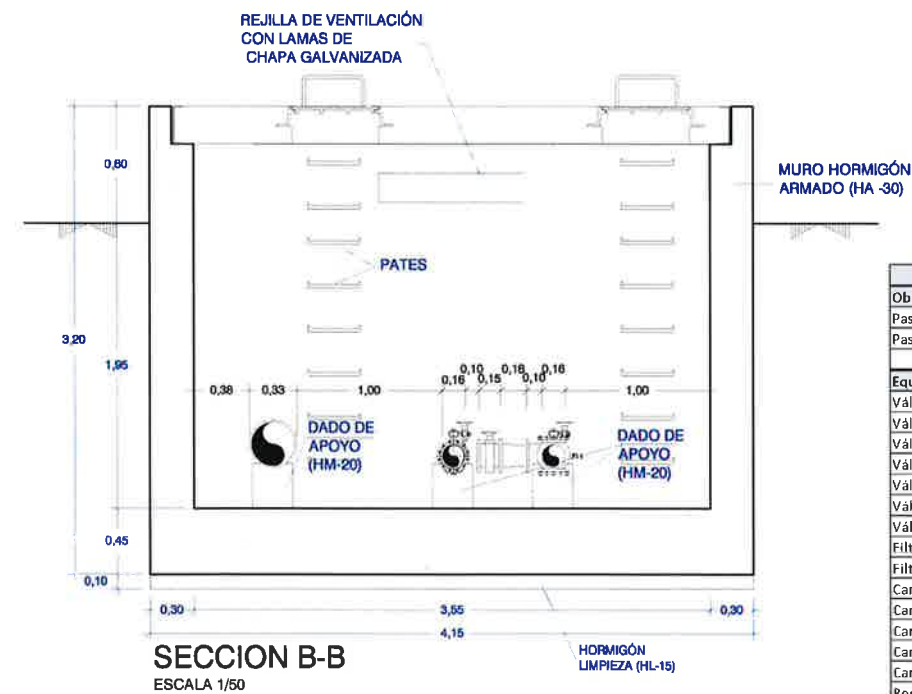 REJILLA DE VENTILACIÓN
CON LAMAS DE
CHAPA GALVANIZADA
MURO HORMIGÓN
ARMADO (HA -30)
0,80
PATES
3,20
1,95
0,38
0,33
1,00
0,16
0,10
0,15
0,18
0,10
0,16
1,00
DADO DE
APOYO
(HM-20)
DADO DE
APOYO
(HM-20)
0,45
0,10
0,30
3,55
0,30
4,15
SECCION B-B
ESCALA 1/50
HORMIGÓN
LIMPIEZA (HL-15)
Ob
Pas
Pas
Equ
Vál
Vál
Vál
Vál
Vál
Vál
Vál
Filt
Filt
Car
Car
Car
Car
Car